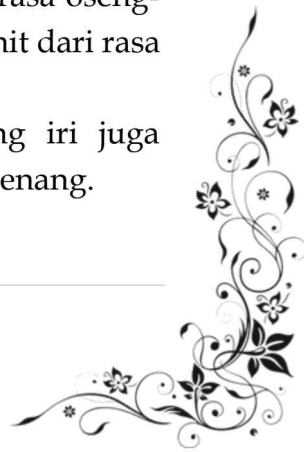 rasa oseng-
nit dari rasa
ng iri juga
enang.